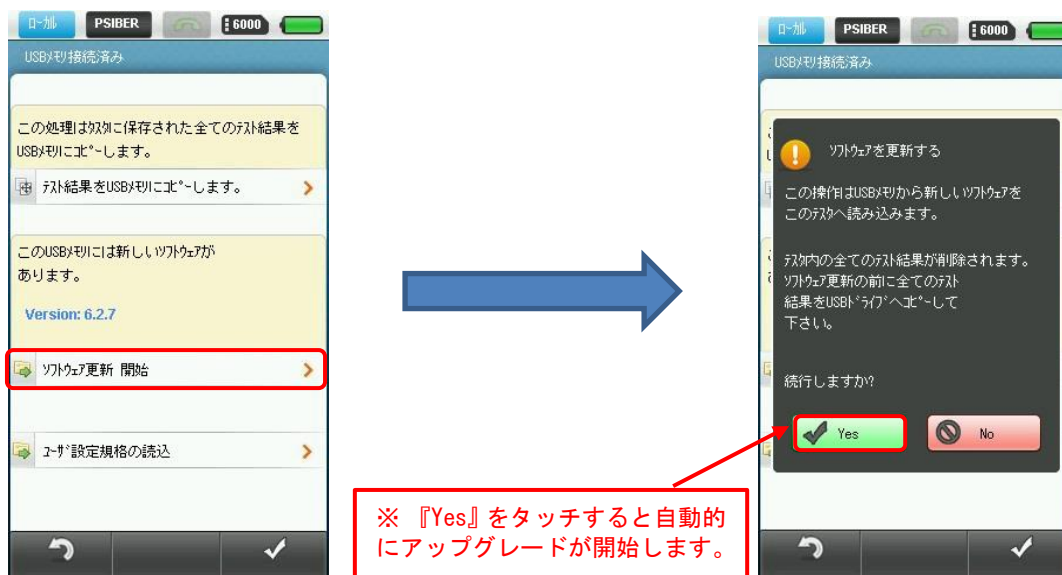 ﾛｰｶﾙ PSIBER 6000
USBﾒﾓﾘ接続済み
この処理はﾃｽﾀに保存された全てのﾃｽﾄ結果を
USBﾒﾓﾘにｺﾋﾟｰします。
ﾃｽﾄ結果をUSBﾒﾓﾘにｺﾋﾟｰします。
このUSBﾒﾓﾘには新しいｿﾌﾄｳｪｱが
あります。
Version: 6.2.7
ｿﾌﾄｳｪｱ更新 開始
ﾕｰｻﾞ設定規格の読込
ﾛｰｶﾙ PSIBER 6000
USBﾒﾓﾘ接続済み
ｿﾌﾄｳｪｱを更新する
この操作はUSBﾒﾓﾘから新しいｿﾌﾄｳｪｱを
このﾃｽﾀへ読み込みます。
ﾃｽﾀ内の全てのﾃｽﾄ結果が削除されます。
ｿﾌﾄｳｪｱ更新の前に全てのﾃｽﾄ
結果をUSBﾄﾞﾗｲﾌﾞへｺﾋﾟｰして
下さい。
続行しますか?
Yes No
※ 『Yes』をタッチすると自動的
にアップグレードが開始します。